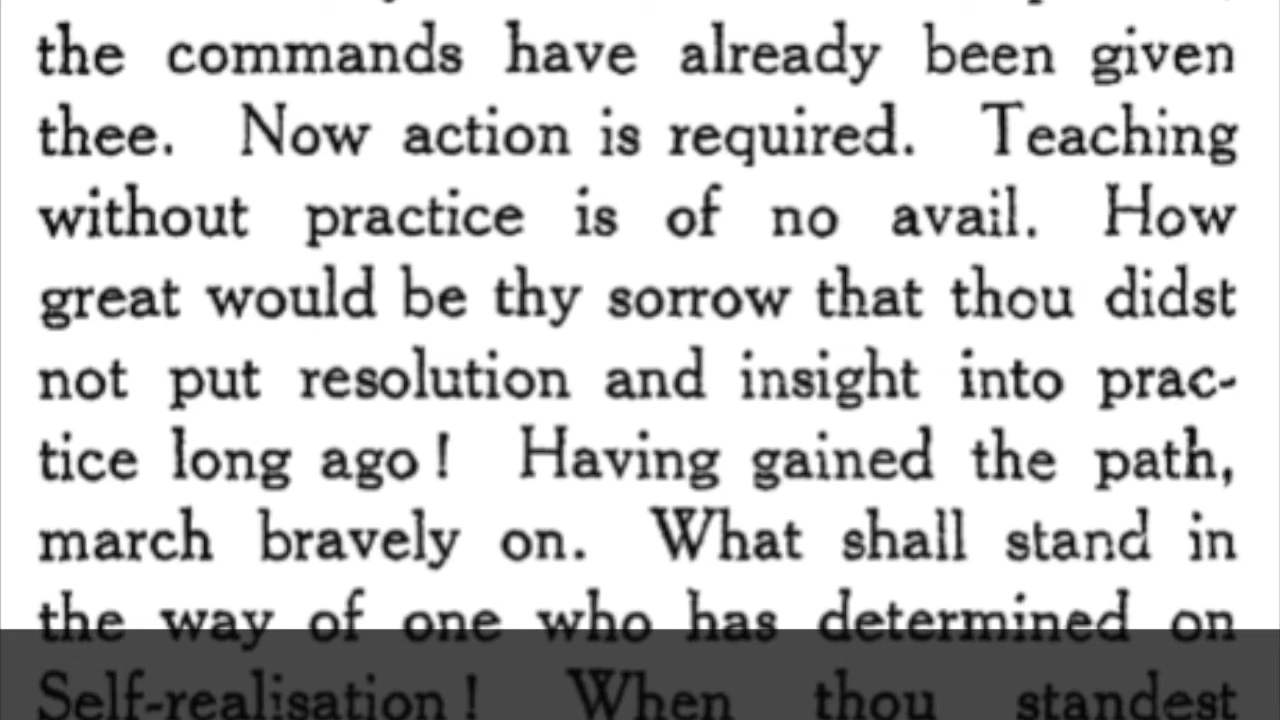 the commands have already been given
thee. Now action is required. Teaching
without practice is of no avail. How
great would be thy sorrow that thou didst
not put resolution and insight into prac-
tice long ago! Having gained the path,
march bravely on. What shall stand in
the way of one who has determined on
Self-realisation! When thou standest